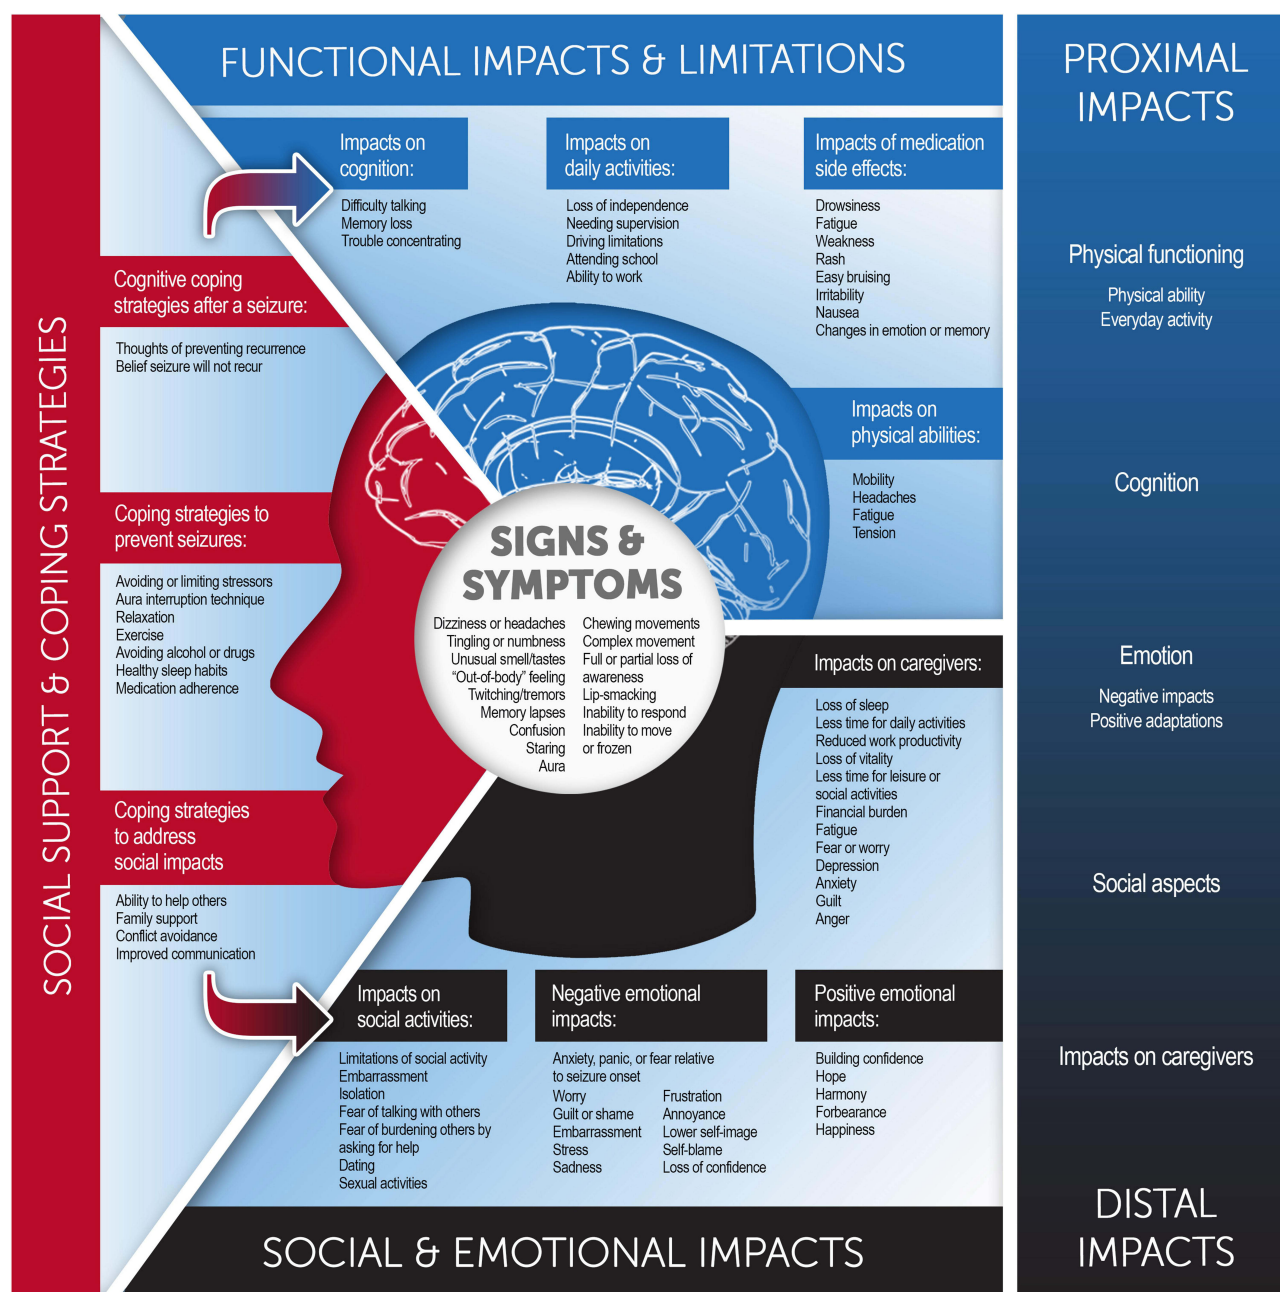 SOCIAL SUPPORT & COPING STRATEGIES
FUNCTIONAL IMPACTS & LIMITATIONS
Impacts on
cognition:
Difficulty talking
Memory loss
Trouble concentrating
Impacts on
daily activities:
Loss of independence
Needing supervision
Driving limitations
Attending school
Ability to work
Impacts of medication
side effects:
Drowsiness
Fatigue
Weakness
Rash
Easy bruising
Irritability
Nausea
Changes in emotion or memory
Impacts on
physical abilities:
Mobility
Headaches
Fatigue
Tension
Cognitive coping
strategies after a seizure:
Thoughts of preventing recurrence
Belief seizure will not recur
Coping strategies to
prevent seizures:
Avoiding or limiting stressors
Aura interruption technique
Relaxation
Exercise
Avoiding alcohol or drugs
Healthy sleep habits
Medication adherence
Coping strategies
to address
social impacts
Ability to help others
Family support
Conflict avoidance
Improved communication
SIGNS &
SYMPTOMS
Dizziness or headaches
Tingling or numbness
Unusual smell/tastes
“Out-of-body” feeling
Twitching/tremors
Memory lapses
Confusion
Staring
Aura
Chewing movements
Complex movement
Full or partial loss of
awareness
Lip-smacking
Inability to respond
Inability to move
or frozen
Impacts on caregivers:
Loss of sleep
Less time for daily activities
Reduced work productivity
Loss of vitality
Less time for leisure or
social activities
Financial burden
Fatigue
Fear or worry
Depression
Anxiety
Guilt
Anger
Impacts on
social activities:
Limitations of social activity
Embarrassment
Isolation
Fear of talking with others
Fear of burdening others by
asking for help
Dating
Sexual activities
Negative emotional
impacts:
Anxiety, panic, or fear relative
to seizure onset
Worry
Guilt or shame
Embarrassment
Stress
Sadness
Frustration
Annoyance
Lower self-image
Self-blame
Loss of confidence
Positive emotional
impacts:
Building confidence
Hope
Harmony
Forbearance
Happiness
SOCIAL & EMOTIONAL IMPACTS
PROXIMAL
IMPACTS
Physical functioning
Physical ability
Everyday activity
Cognition
Emotion
Negative impacts
Positive adaptations
Social aspects
Impacts on caregivers
DISTAL
IMPACTS